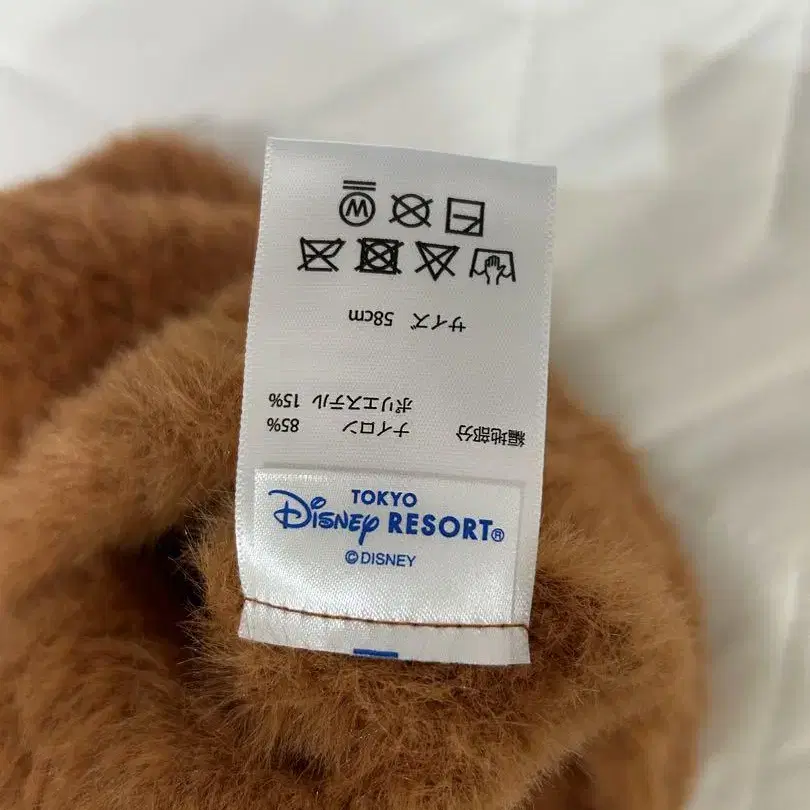 TOKYO
Disney RESORT®
©DISNEY
編地部分 ナイロン 85%
ポリエステル 15%
サイズ 58cm
W